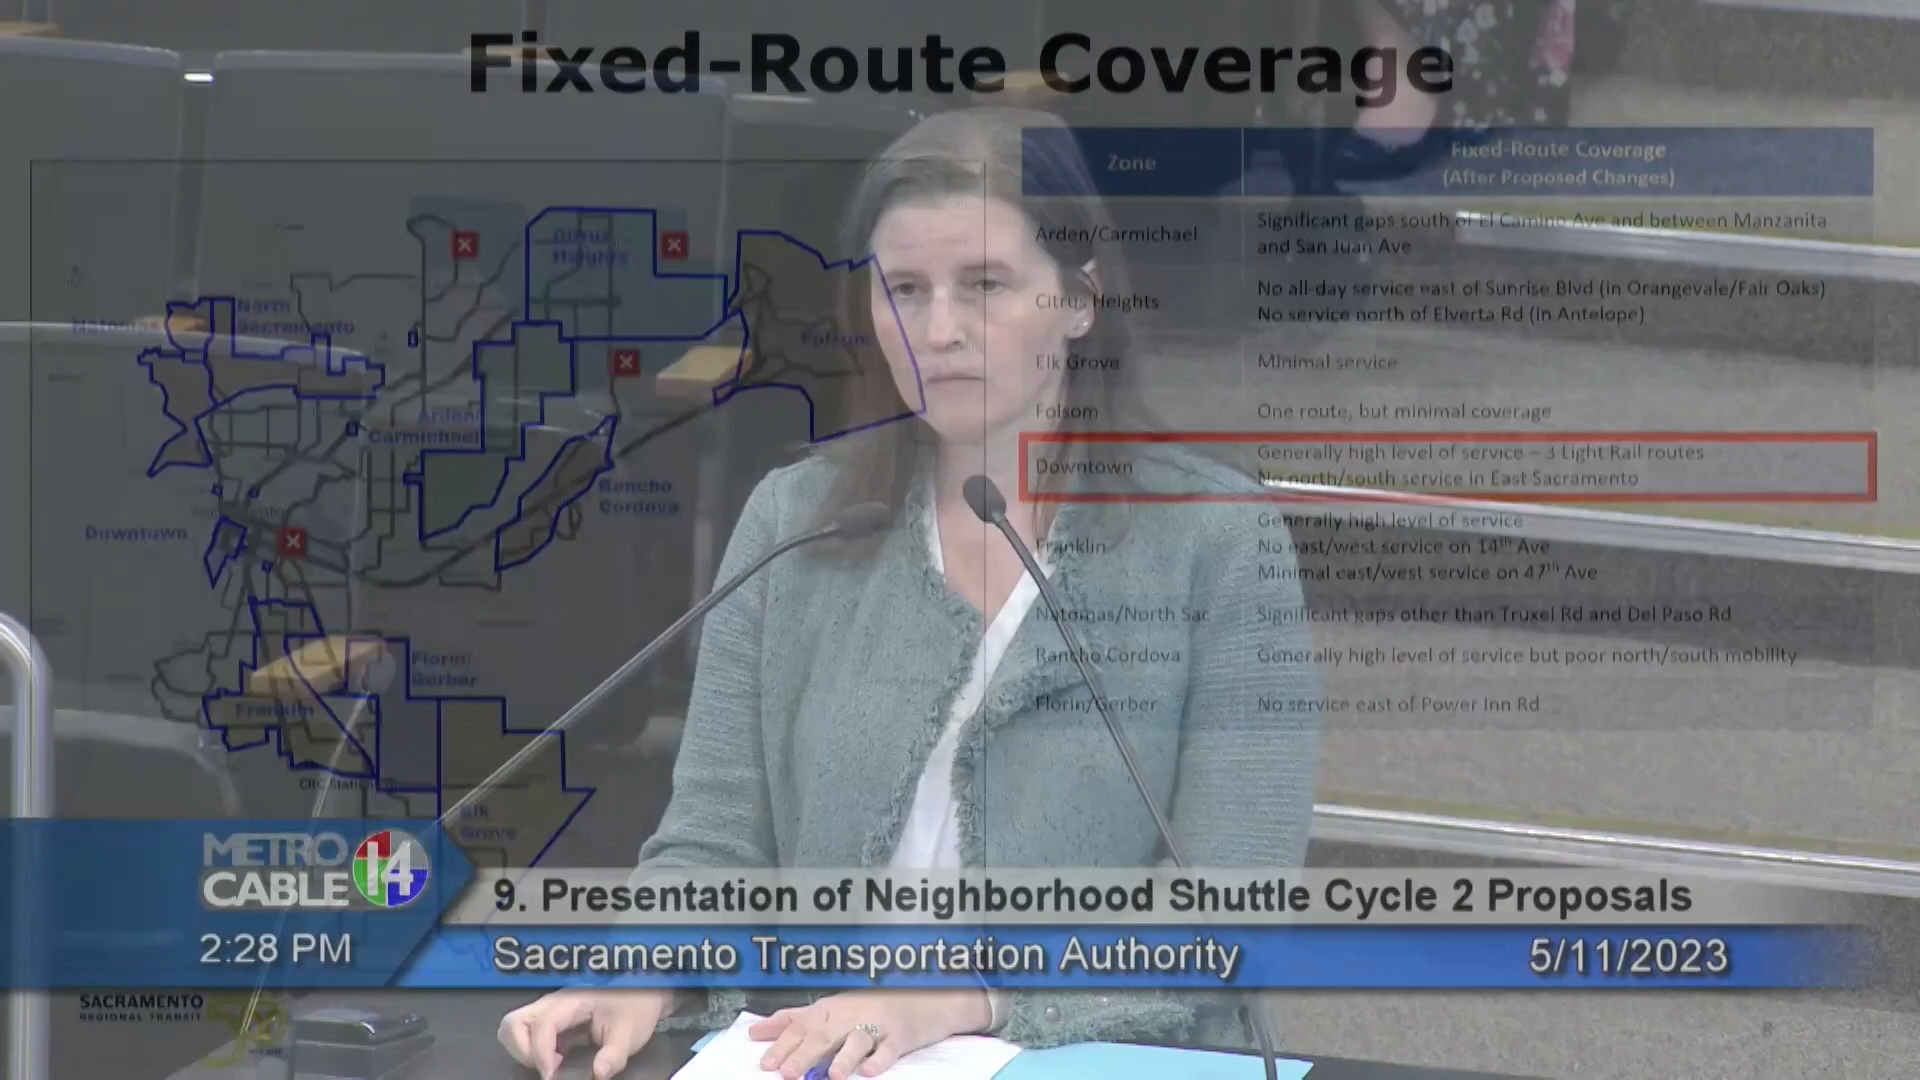 Fixed-Route Coverage
Zone
Fixed-Route Coverage
(After Proposed Changes)
Arden/Carmichael
Significant gaps south of El Camino Ave and between Manzanita
and San Juan Ave
Citrus Heights
No all-day service east of Sunrise Blvd (in Orangevale/Fair Oaks)
No service north of Elverta Rd (in Antelope)
Elk Grove
Minimal service
Folsom
One route, but minimal coverage
Downtown
Generally high level of service – 3 Light Rail routes
No north/south service in East Sacramento
Franklin
Generally high level of service
No east/west service on 14th Ave
Minimal east/west service on 47th Ave
Natomas/North Sac
Significant gaps other than Truxel Rd and Del Paso Rd
Rancho Cordova
Generally high level of service but poor north/south mobility
Florin/Gerber
No service east of Power Inn Rd
Citrus
Heights
North
Sacramento
Natomas
Folsom
Arden/
Carmichael
Rancho
Cordova
Downtown
Florin/
Gerber
Franklin
Elk
Grove
METRO
CABLE 14
2:28 PM
9. Presentation of Neighborhood Shuttle Cycle 2 Proposals
Sacramento Transportation Authority
5/11/2023
SACRAMENTO
REGIONAL TRANSIT